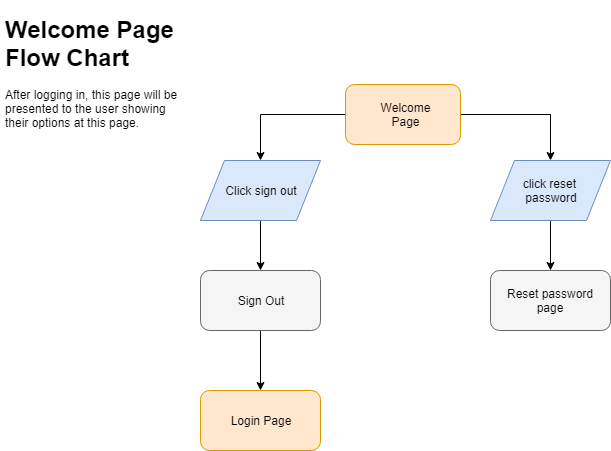 Welcome Page
Flow Chart
After logging in, this page will be
presented to the user showing
their options at this page.
Welcome
Page
Click sign out
click reset
password
Sign Out
Reset password
page
Login Page